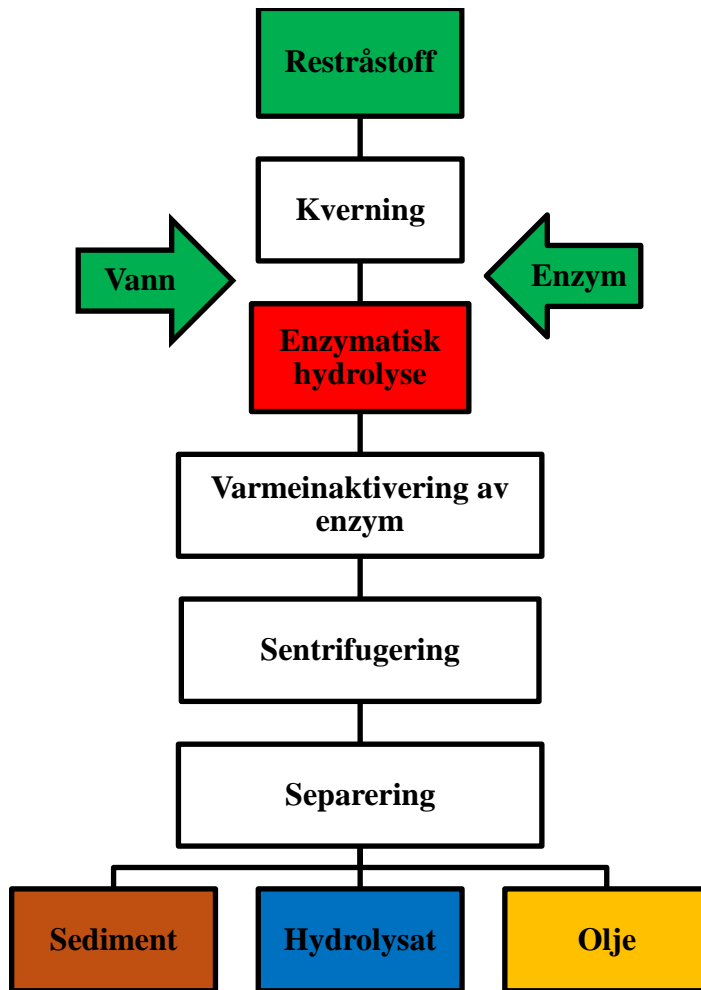 Restråstoff
Kverning
Vann
Enzym
Enzymatisk
hydrolyse
Varmeinaktivering av
enzym
Sentrifugering
Separering
Sediment
Hydrolysat
Olje